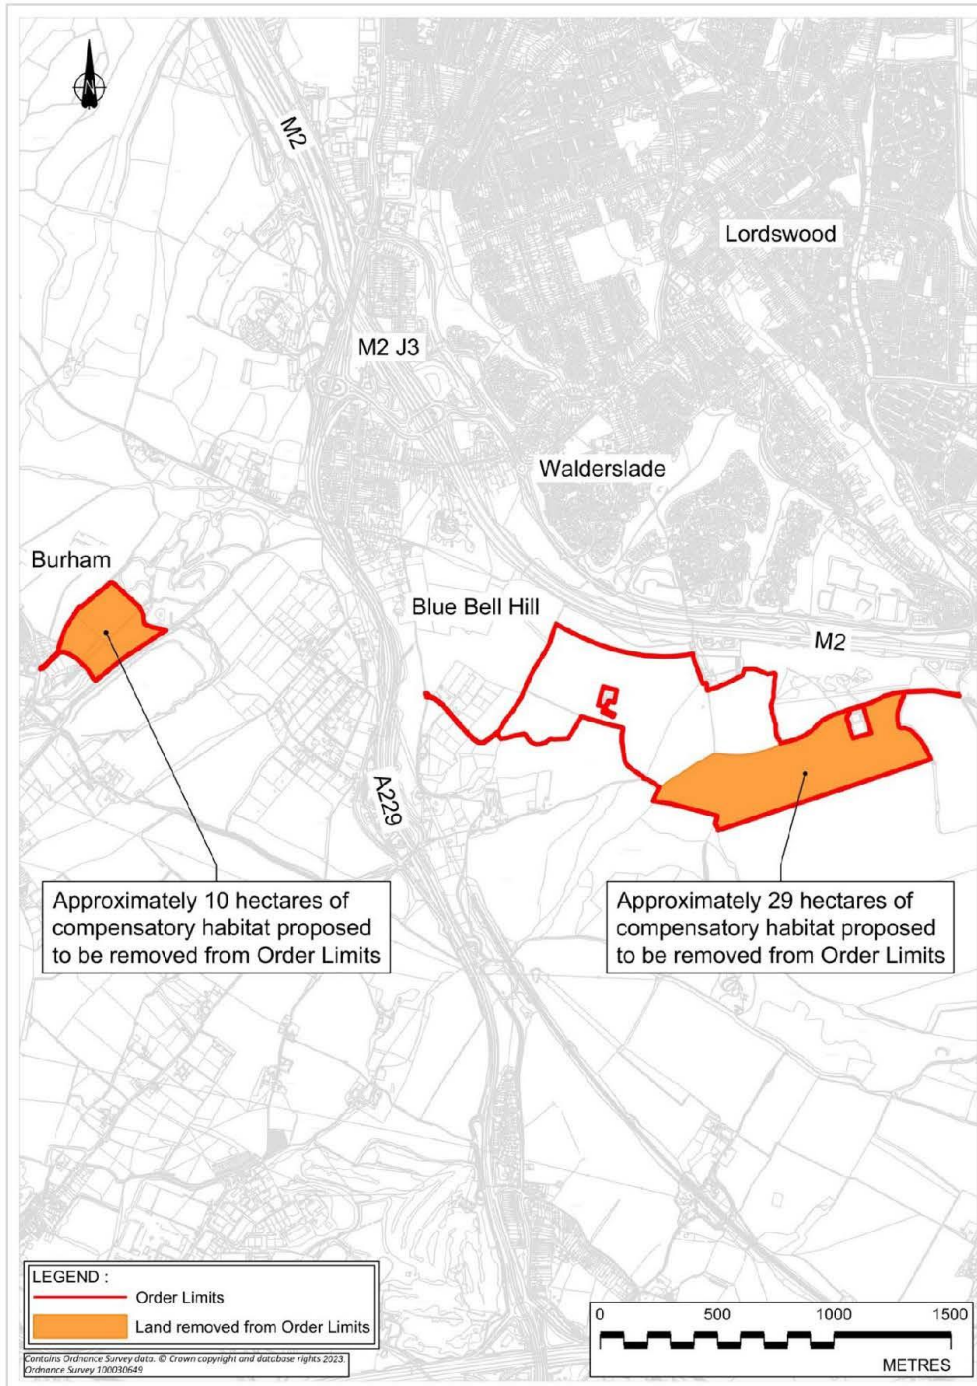 N
M2
Lordswood
M2 J3
Walderslade
Burham
Blue Bell Hill
M2
A229
Approximately 10 hectares of
compensatory habitat proposed
to be removed from Order Limits
Approximately 29 hectares of
compensatory habitat proposed
to be removed from Order Limits
LEGEND :
Order Limits
Land removed from Order Limits
Contains Ordnance Survey data. © Crown copyright and database rights 2023.
Ordnance Survey 100030649
0 500 1000 1500
METRES